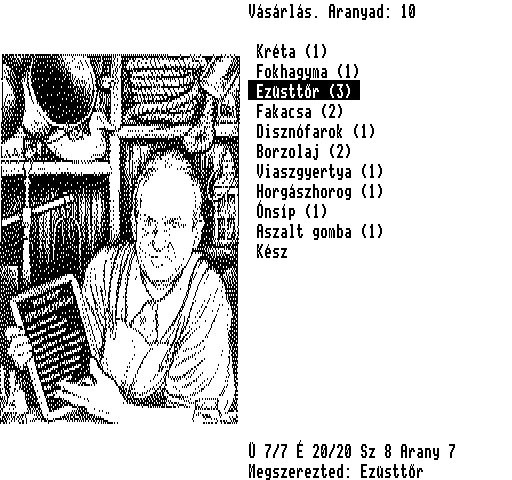 Vásárlás. Aranyad: 10
Kréta (1)
Fokhagyma (1)
Ezüsttőr (3)
Fakacsa (2)
Disznófarok (1)
Borzolaj (2)
Viaszgyertya (1)
Horgászhorog (1)
Ónsíp (1)
Aszalt gomba (1)
Kész
Ü 7/7 É 20/20 Sz 8 Arany 7
Megszerezted: Ezüsttőr